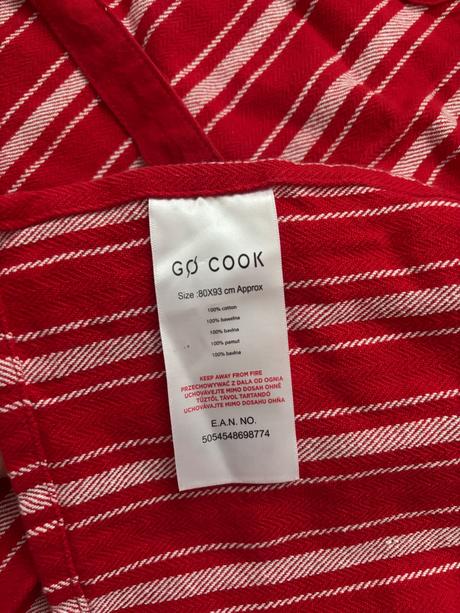 GØ COOK
Size :80X93 cm Approx
100% cotton
100% bawełna
100% bavlna
100% pamut
100% bavlna
KEEP AWAY FROM FIRE
PRZECHOWYWAĆ Z DALA OD OGNIA
UCHOVÁVEJTE MIMO DOSAH OHNĚ
TŰZTŐL TÁVOL TARTANDÓ
UCHOVÁVAJTE MIMO DOSAHU OHŇA
E.A.N. NO.
5054548698774